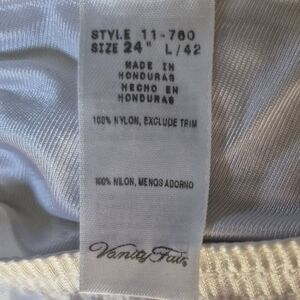 STYLE 11-760
SIZE 24" L/42
MADE IN
HONDURAS
HECHO EN
HONDURAS
100% NYLON, EXCLUDE TRIM
100% NILON, MENOS ADORNO
Vanity Fair®